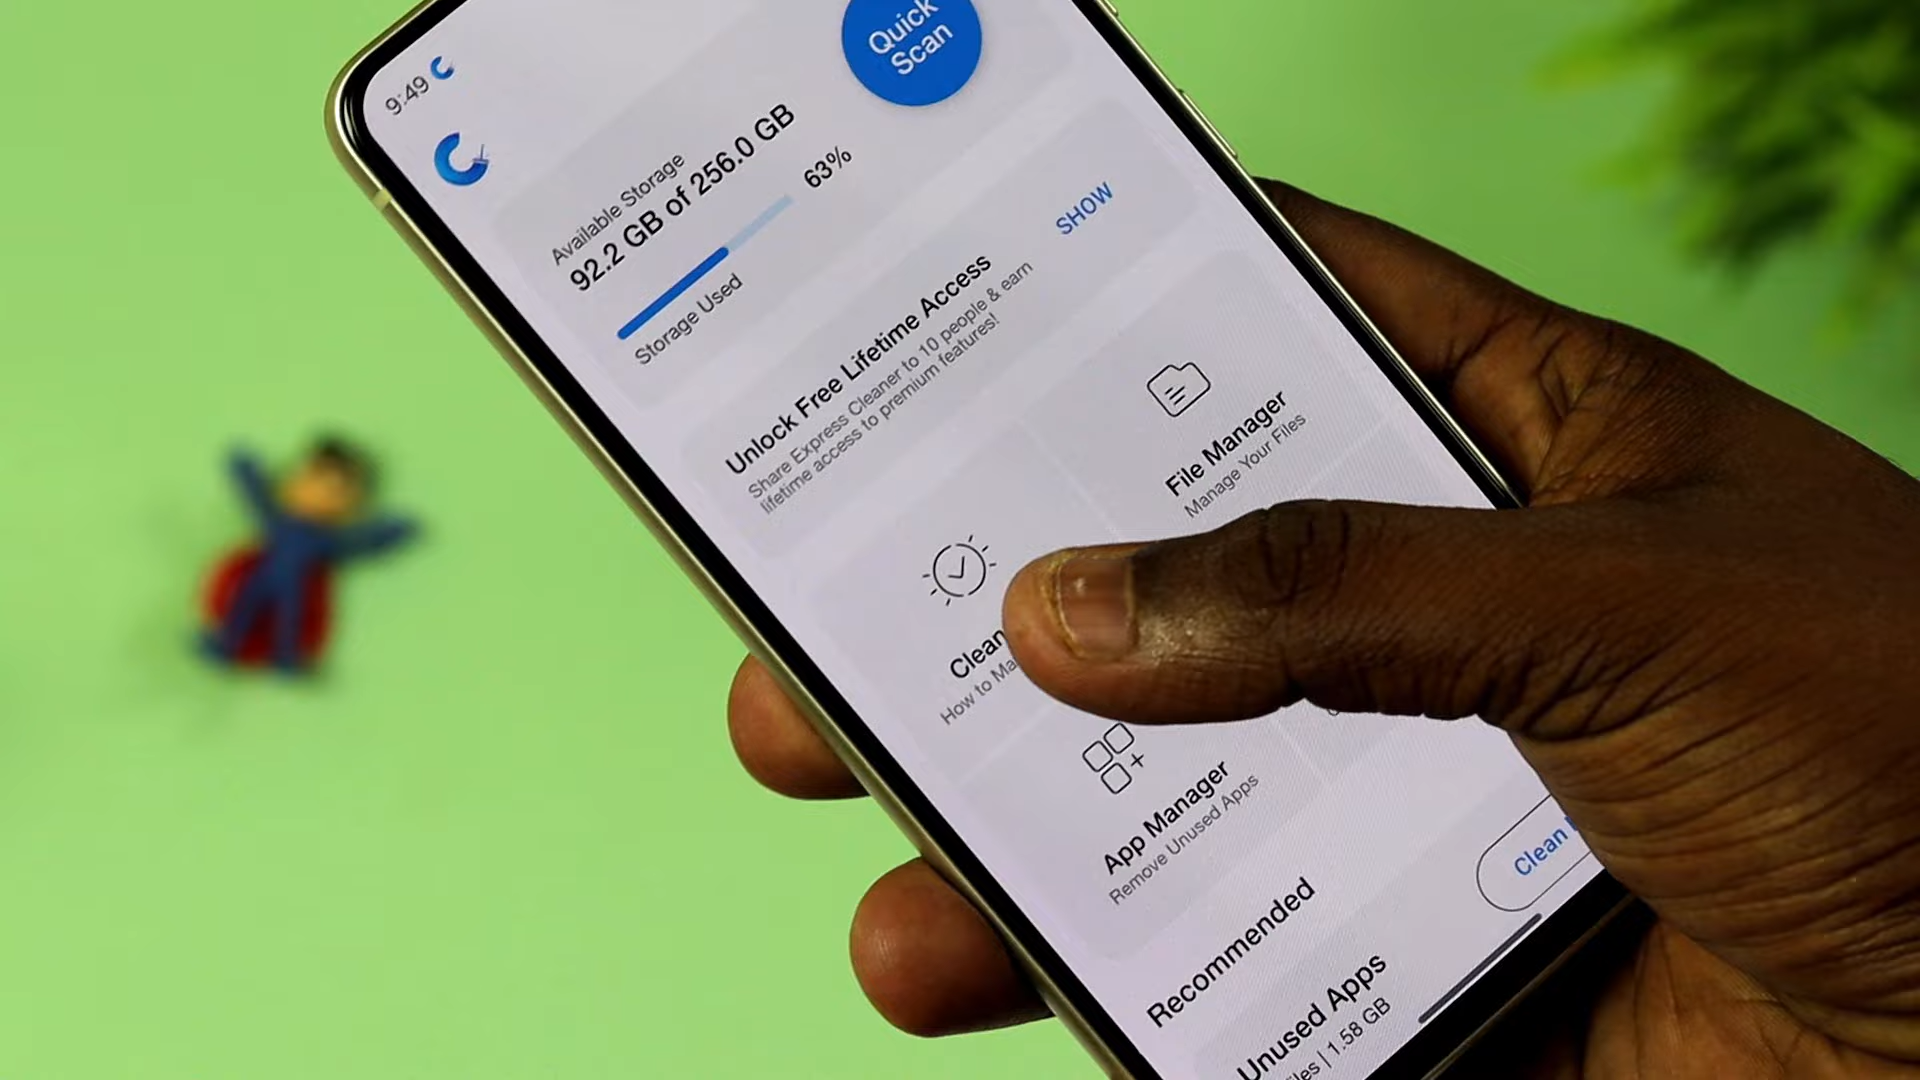 9:49
Quick
Scan
Available Storage
92.2 GB of 256.0 GB
63%
Storage Used
SHOW
Unlock Free Lifetime Access
Share Express Cleaner to 10 people & earn
lifetime access to premium features!
File Manager
Manage Your Files
Clean
How to
App Manager
Remove Unused Apps
Recommended
Clean
Unused Apps
| 1.58 GB